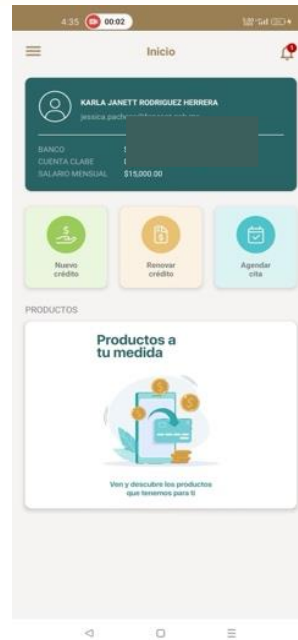 4:35 00:02
Inicio
KARLA JANETT RODRIGUEZ HERRERA
BANCO
CUENTA CLABE
SALARIO MENSUAL $15,000.00
Nuevo crédito
Renovar crédito
Agendar cita
PRODUCTOS
Productos a
tu medida
Ven y descubre los productos
que tenemos para ti